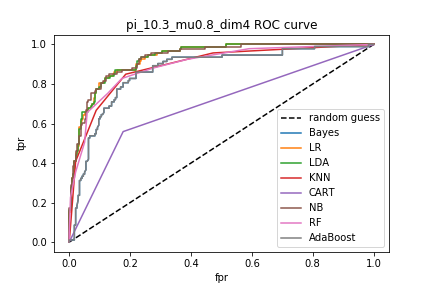 pi_10.3_mu0.8_dim4 ROC curve
tpr
1.0
0.8
0.6
0.4
0.2
0.0
random guess
Bayes
LR
LDA
KNN
CART
NB
RF
AdaBoost
0.0 0.2 0.4 0.6 0.8 1.0
fpr